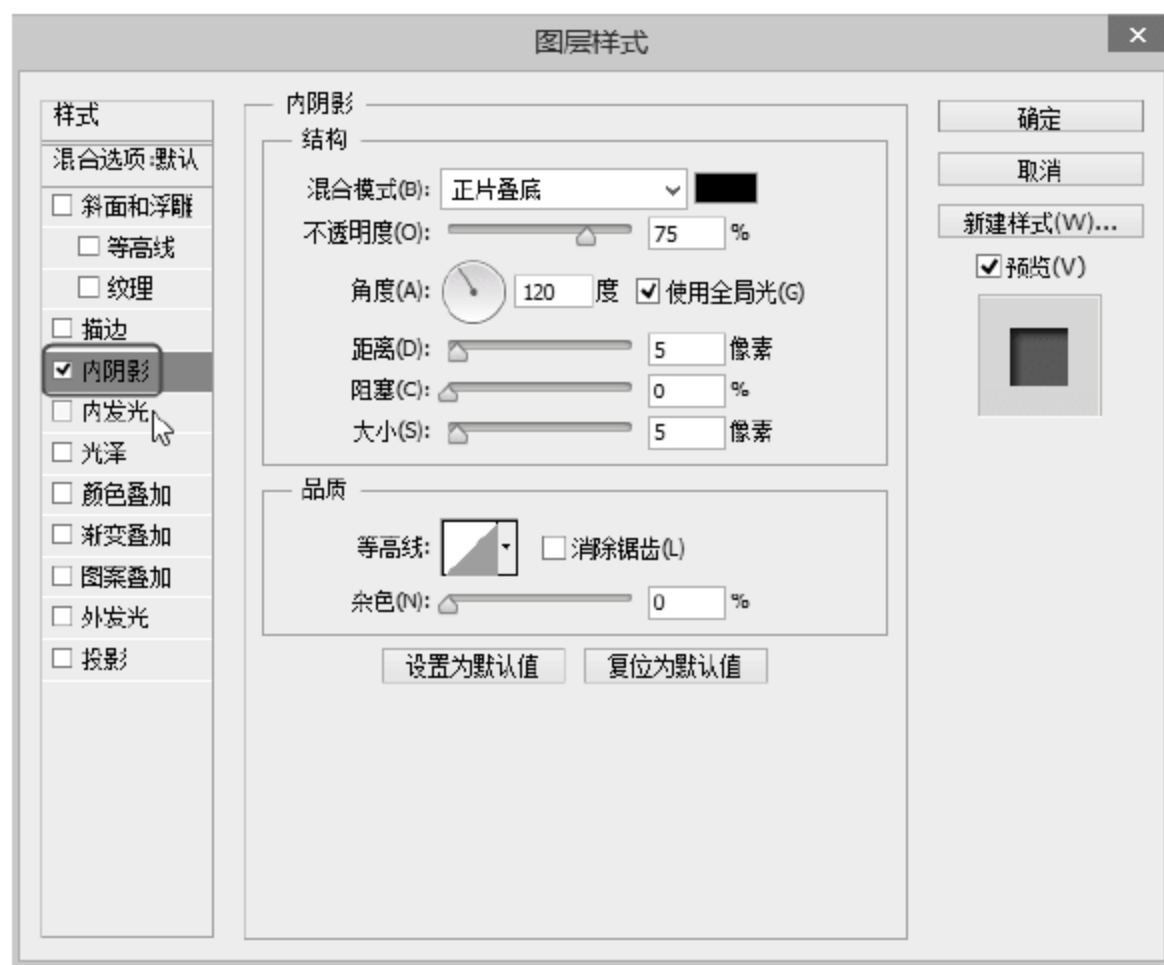 图层样式
样式
混合选项:默认
斜面和浮雕
等高线
纹理
描边
内阴影
内发光
光泽
颜色叠加
渐变叠加
图案叠加
外发光
投影
内阴影
结构
混合模式(B): 正片叠底
不透明度(O): 75 %
角度(A): 120 度 使用全局光(G)
距离(D): 5 像素
阻塞(C): 0 %
大小(S): 5 像素
品质
等高线: 消除锯齿(L)
杂色(N): 0 %
设置为默认值 复位为默认值
确定
取消
新建样式(W)...
预览(V)